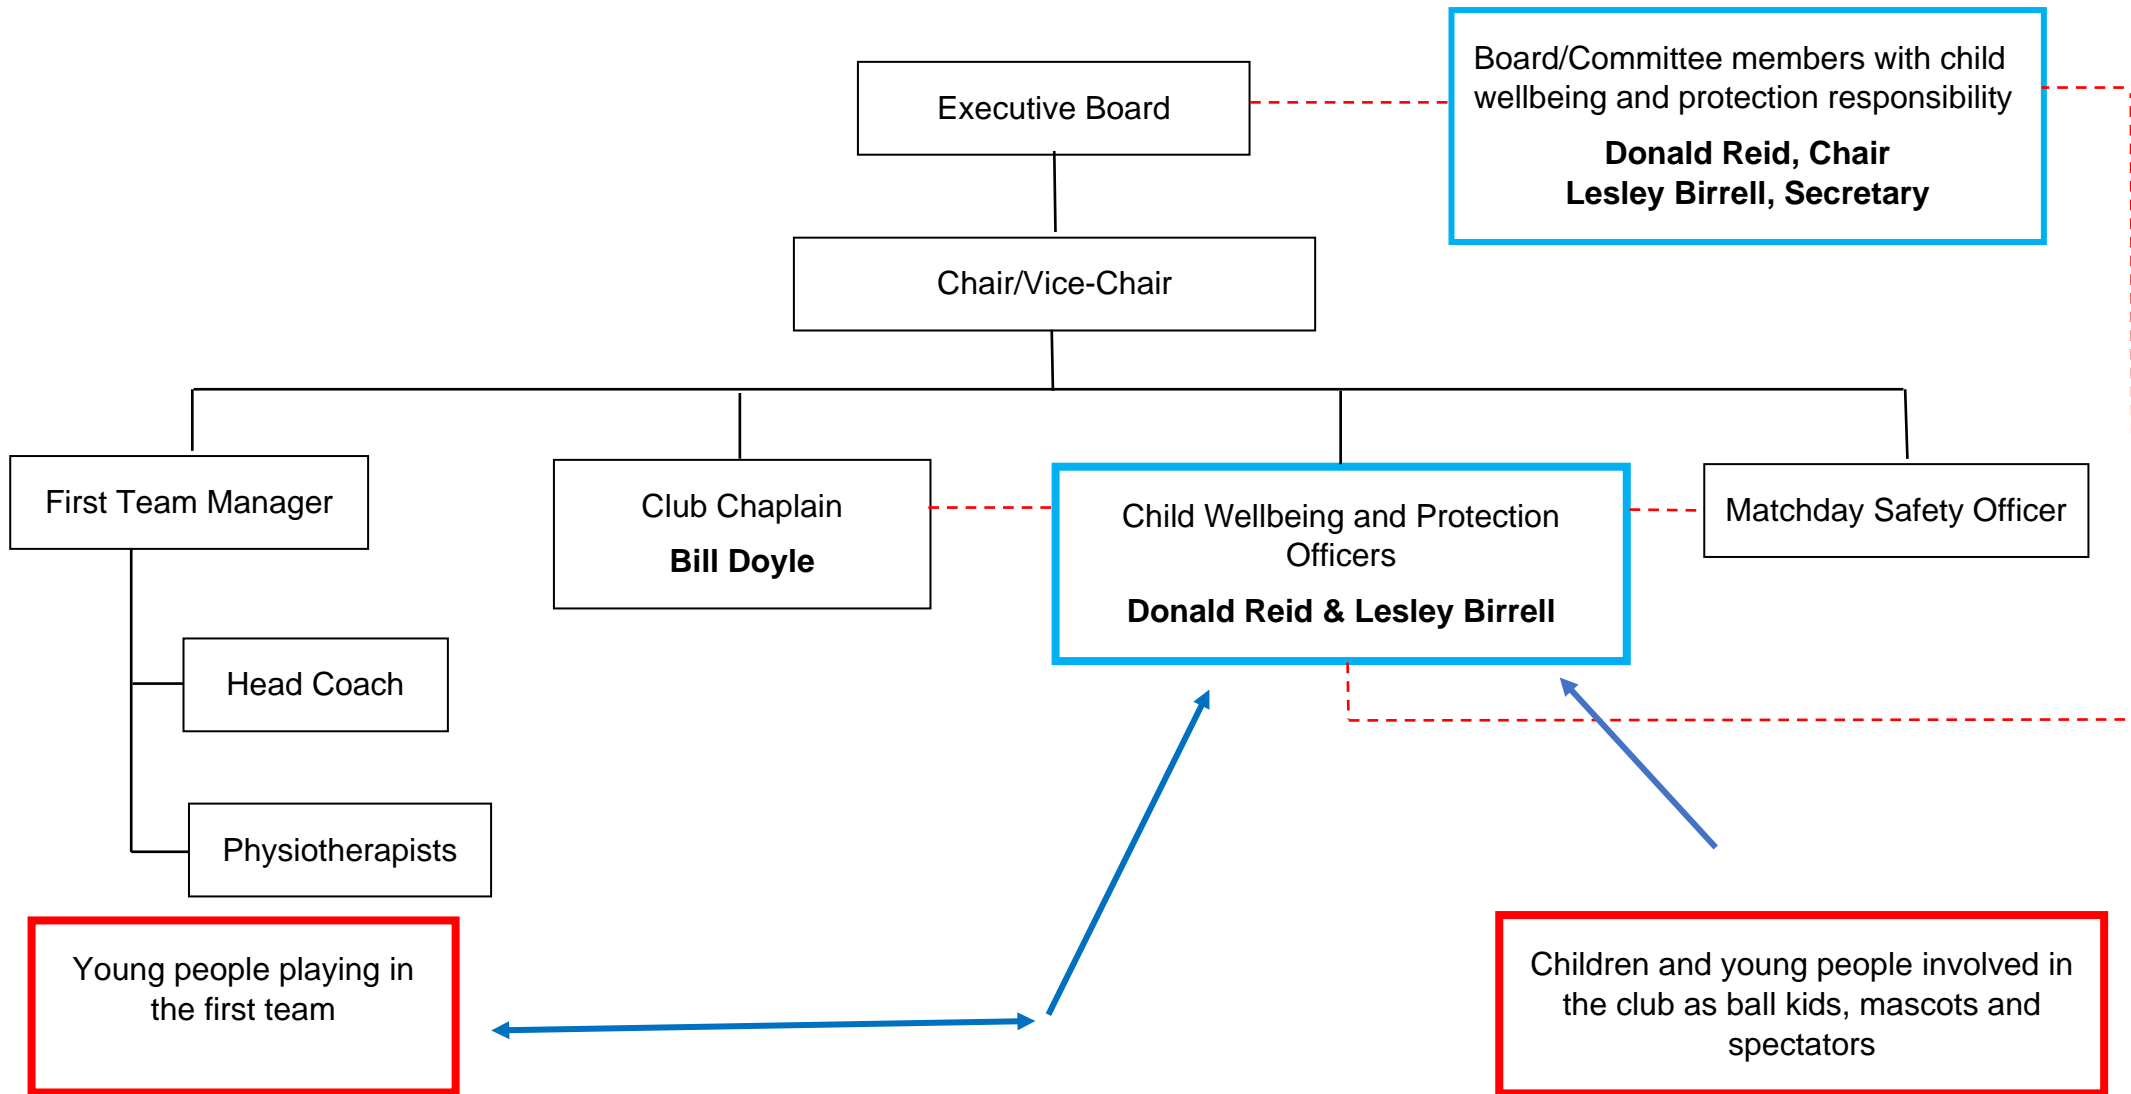 Executive Board
Board/Committee members with child
wellbeing and protection responsibility
Donald Reid, Chair
Lesley Birrell, Secretary
Chair/Vice-Chair
First Team Manager
Club Chaplain
Bill Doyle
Child Wellbeing and Protection
Officers
Donald Reid & Lesley Birrell
Matchday Safety Officer
Head Coach
Physiotherapists
Young people playing in
the first team
Children and young people involved in
the club as ball kids, mascots and
spectators